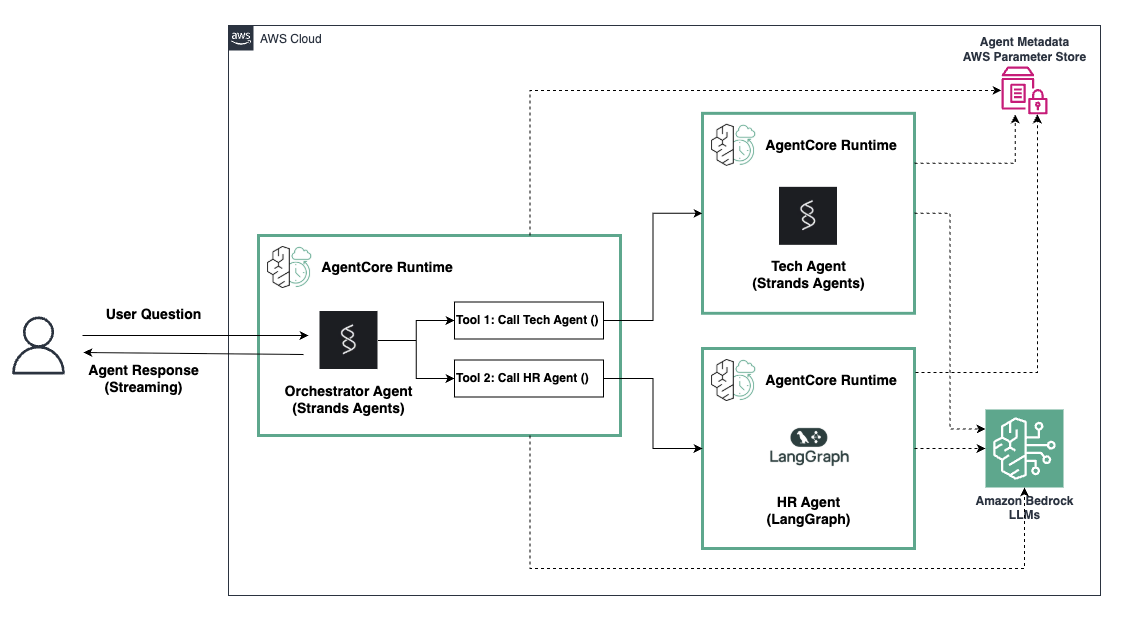 aws
AWS Cloud
Agent Metadata
AWS Parameter Store
AgentCore Runtime
Tech Agent
(Strands Agents)
AgentCore Runtime
User Question
Agent Response
(Streaming)
Orchestrator Agent
(Strands Agents)
Tool 1: Call Tech Agent ()
Tool 2: Call HR Agent ()
AgentCore Runtime
LangGraph
HR Agent
(LangGraph)
Amazon Bedrock
LLMs